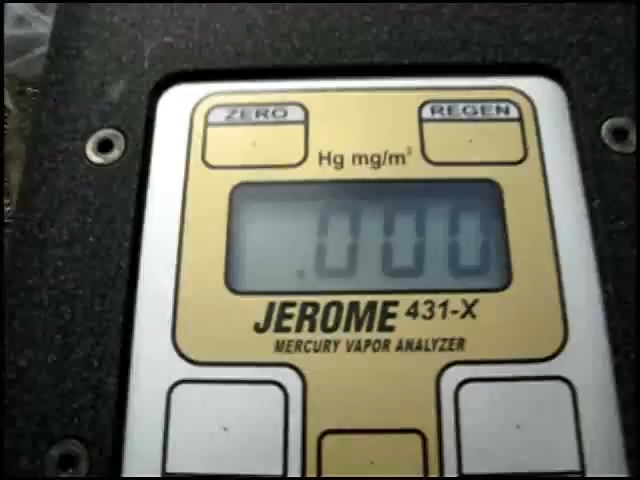 ZERO REGEN
Hg mg/m³
.000
JEROME 431-X
MERCURY VAPOR ANALYZER